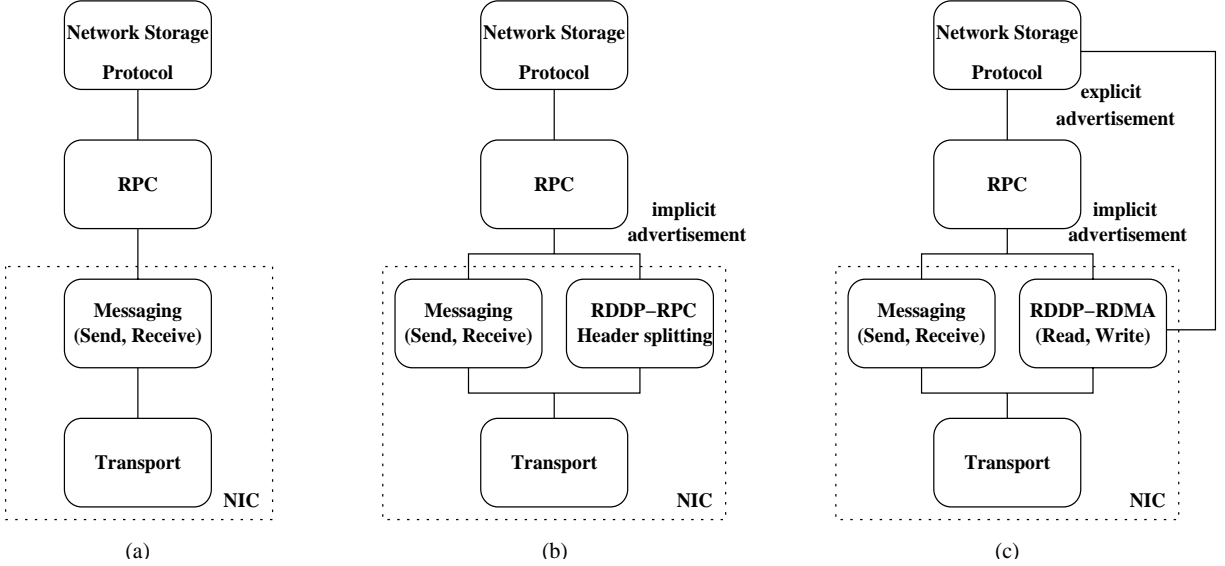 Network Storage
Protocol
RPC
Messaging
(Send, Receive)
Transport
NIC
(a)
Network Storage
Protocol
RPC
implicit
advertisement
Messaging
(Send, Receive)
RDDP−RPC
Header splitting
Transport
NIC
(b)
Network Storage
Protocol
explicit
advertisement
RPC
implicit
advertisement
Messaging
(Send, Receive)
RDDP−RDMA
(Read, Write)
Transport
NIC
(c)